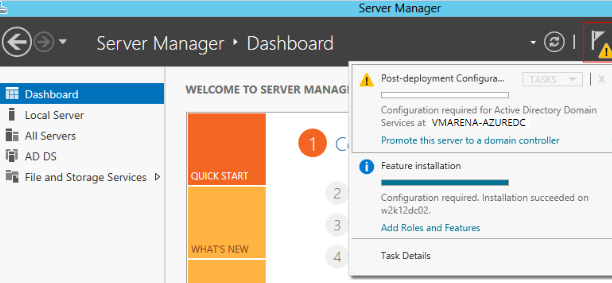 Server Manager
Server Manager • Dashboard
Dashboard
Local Server
All Servers
AD DS
File and Storage Services
WELCOME TO SERVER MANAG
QUICK START
WHAT'S NEW
1
2
3
4
Post-deployment Configura...
TASKS
X
Configuration required for Active Directory Domain
Services at VMARENA-AZUREDC
Promote this server to a domain controller
Feature installation
Configuration required. Installation succeeded on
w2k12dc02.
Add Roles and Features
Task Details